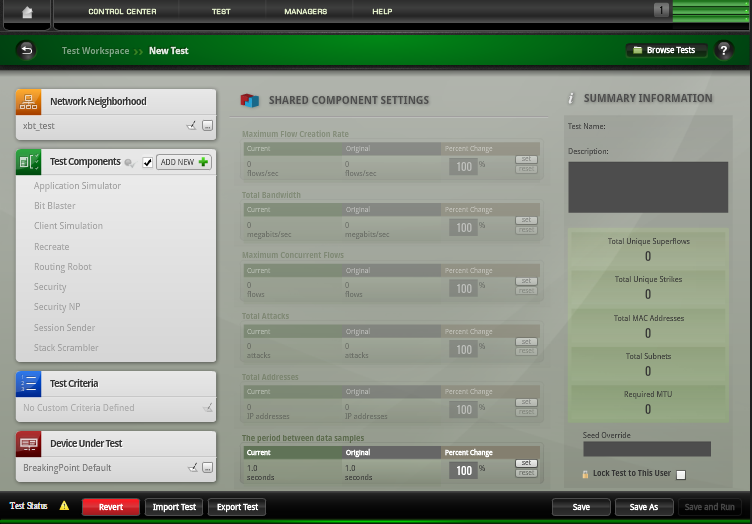 CONTROL CENTER TEST MANAGERS HELP 1
Test Workspace >> New Test Browse Tests ?
Network Neighborhood
xbt_test ...
Test Components ADD NEW
Application Simulator
Bit Blaster
Client Simulation
Recreate
Routing Robot
Security
Security NP
Session Sender
Stack Scrambler
Test Criteria
No Custom Criteria Defined
Device Under Test
BreakingPoint Default ...
SHARED COMPONENT SETTINGS
Maximum Flow Creation Rate
Current Original Percent Change
0 0 100 % set
flows/sec flows/sec reset
Total Bandwidth
Current Original Percent Change
0 0 100 % set
megabits/sec megabits/sec reset
Maximum Concurrent Flows
Current Original Percent Change
0 0 100 % set
flows flows reset
Total Attacks
Current Original Percent Change
0 0 100 % set
attacks attacks reset
Total Addresses
Current Original Percent Change
0 0 100 % set
IP addresses IP addresses reset
The period between data samples
Current Original Percent Change
1.0 1.0 100 % set
seconds seconds reset
i SUMMARY INFORMATION
Test Name:
Description:
Total Unique Superflows
0
Total Unique Strikes
0
Total MAC Addresses
0
Total Subnets
0
Required MTU
0
Seed Override
Lock Test to This User
Test Status Revert Import Test Export Test Save Save As Save and Run